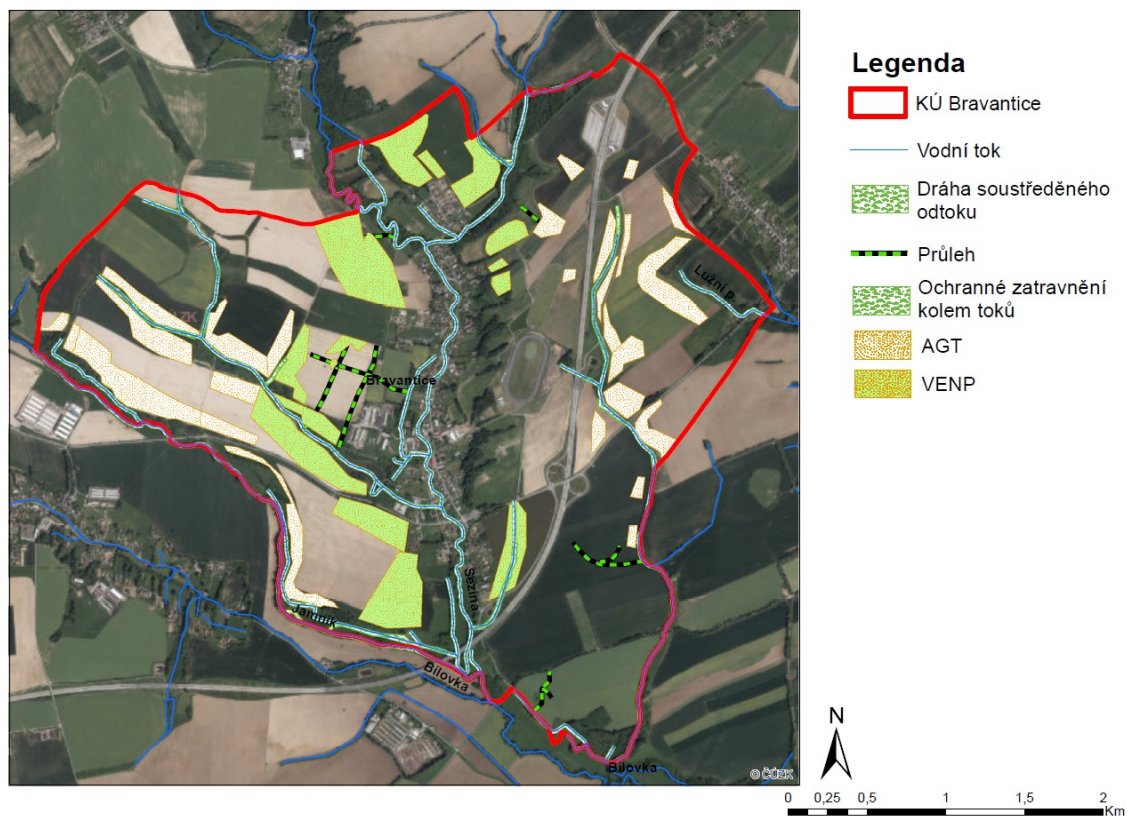 Legenda
KÚ Bravantice
Vodní tok
Dráha soustředěného
odtoku
Průleh
Ochranné zatravnění
kolem toků
AGT
VENP
Lužní p.
Bravantice
Sezina
Jamník
Bílovka
Bílovka
©ČÚZK
N
0 0,25 0,5 1 1,5 2
Km